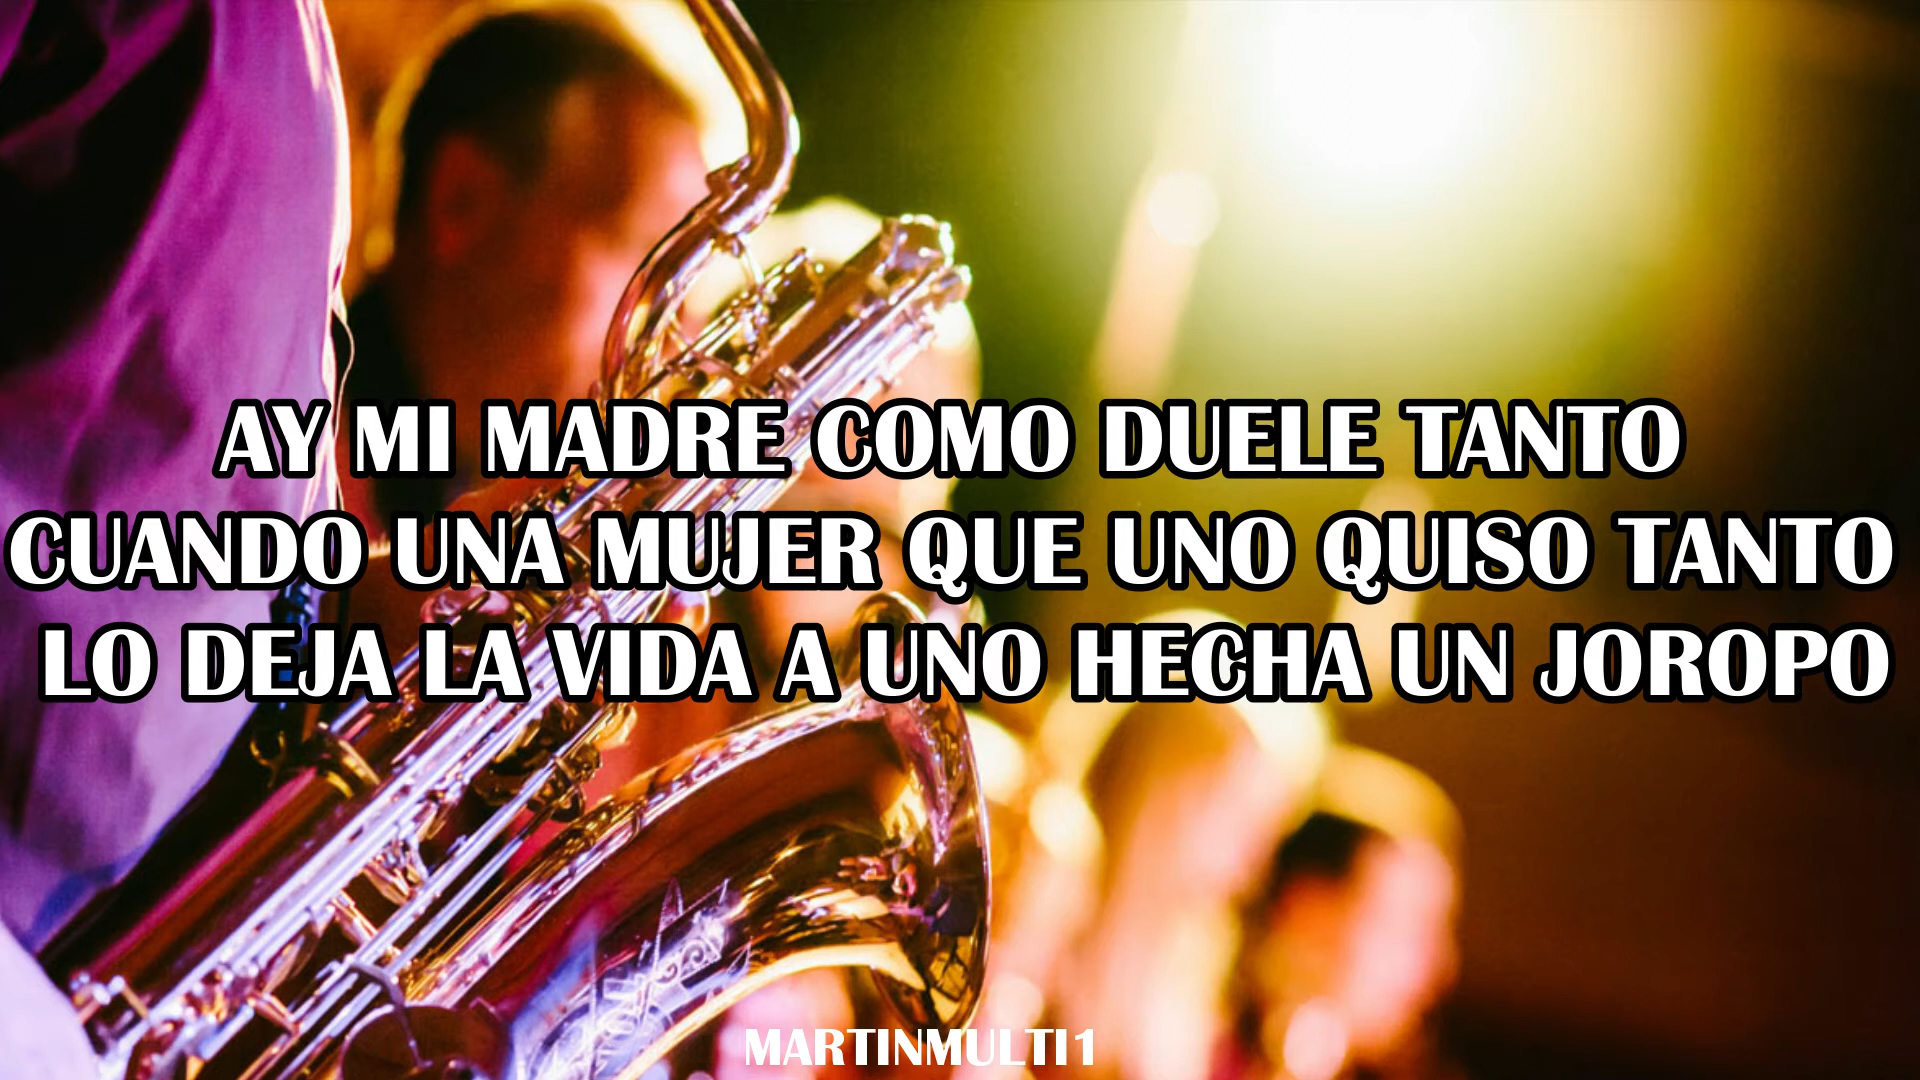 AY MI MADRE COMO DUELE TANTO
CUANDO UNA MUJER QUE UNO QUISO TANTO
LO DEJA LA VIDA A UNO HECHA UN JOROPO
MARTINMULTI1